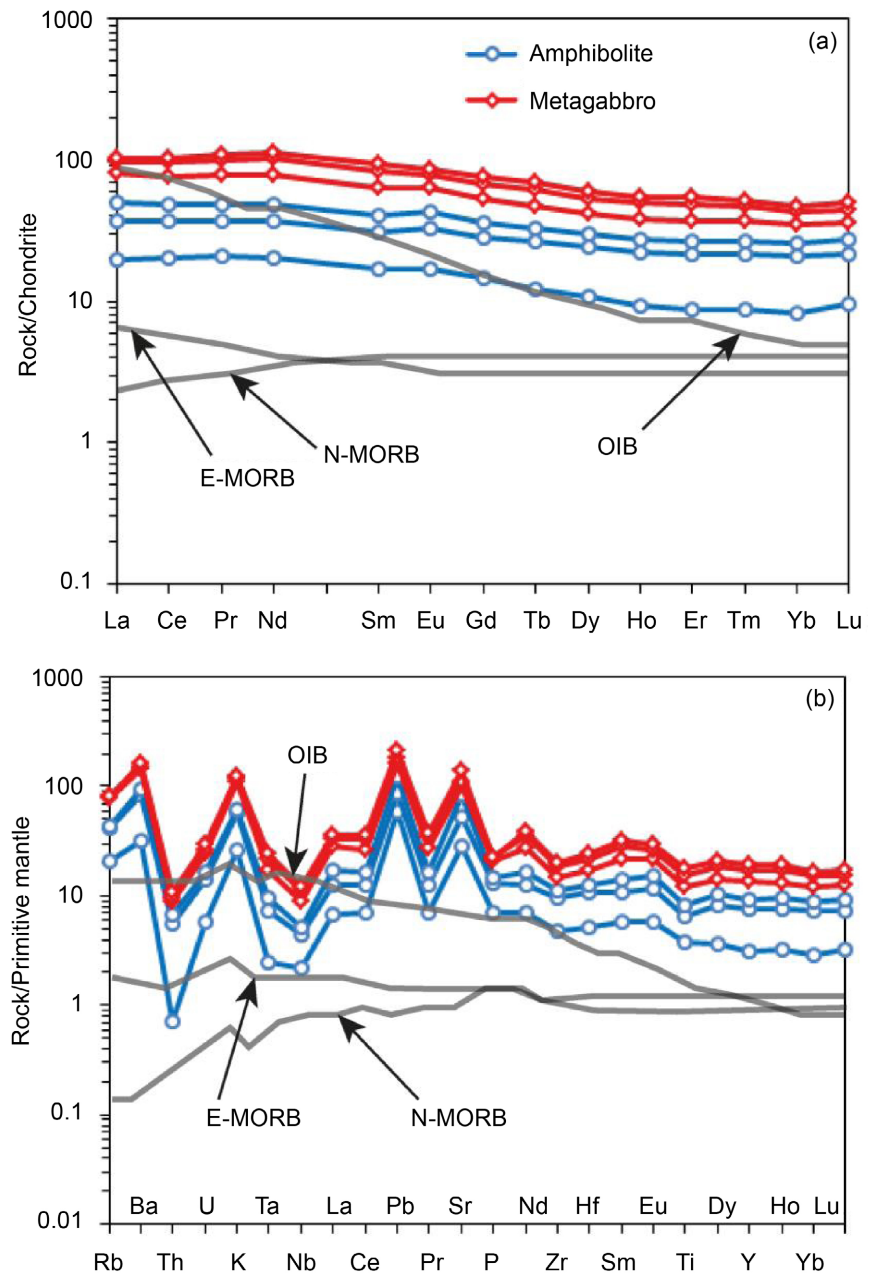 1000
(a)
Amphibolite
Metagabbro
100
10
1
0.1
Rock/Chondrite
E-MORB
N-MORB
OIB
La Ce Pr Nd Sm Eu Gd Tb Dy Ho Er Tm Yb Lu
1000
(b)
OIB
100
10
1
0.1
0.01
Rock/Primitive mantle
E-MORB
N-MORB
Ba U Ta La Pb Sr Nd Hf Eu Dy Ho Lu
Rb Th K Nb Ce Pr P Zr Sm Ti Y Yb